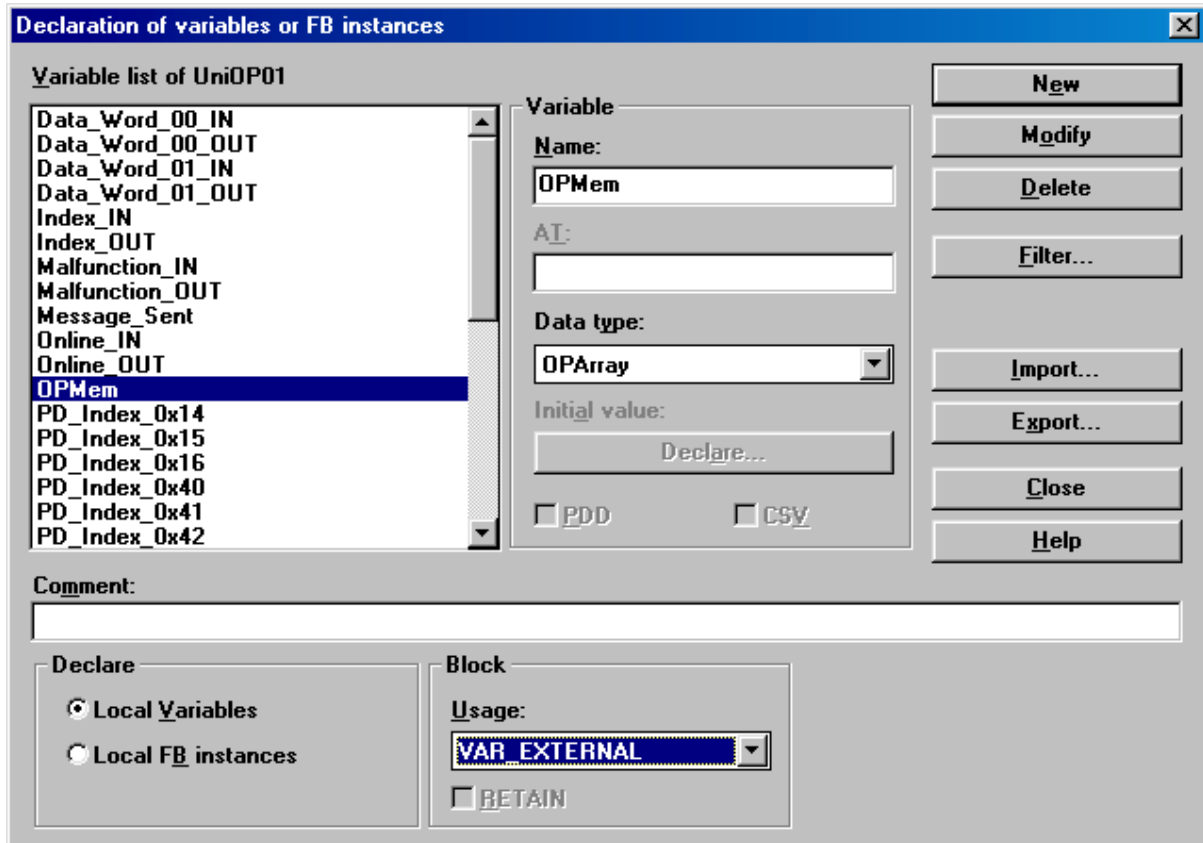 Declaration of variables or FB instances
Variable list of UniOP01
Data_Word_00_IN
Data_Word_00_OUT
Data_Word_01_IN
Data_Word_01_OUT
Index_IN
Index_OUT
Malfunction_IN
Malfunction_OUT
Message_Sent
Online_IN
Online_OUT
OPMem
PD_Index_0x14
PD_Index_0x15
PD_Index_0x16
PD_Index_0x40
PD_Index_0x41
PD_Index_0x42
Variable
Name:
OPMem
AT:
Data type:
OPArray
Initial value:
Declare...
PDD
CSV
New
Modify
Delete
Filter...
Import...
Export...
Close
Help
Comment:
Declare
Local Variables
Local FB instances
Block
Usage:
VAR_EXTERNAL
RETAIN